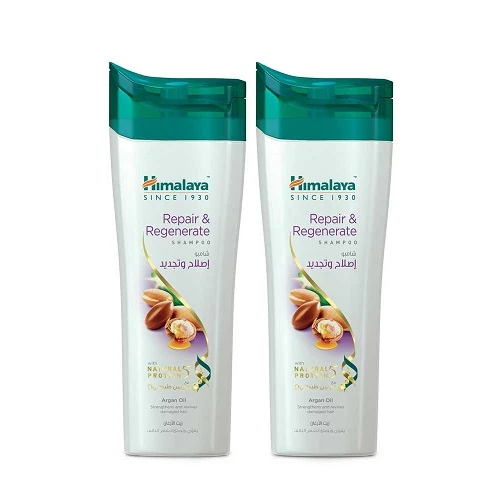 Himalaya
SINCE 1930
Repair &
Regenerate
SHAMPOO
شامبو
إصلاح وتجديد
with
NATURAL 5
PROTEIN
Argan Oil
Strengthens and revives
damaged hair
زيت الأرغان
Himalaya
SINCE 1930
Repair &
Regenerate
SHAMPOO
شامبو
إصلاح وتجديد
with
NATURAL 5
PROTEIN
Argan Oil
Strengthens and revives
damaged hair
زيت الأرغان